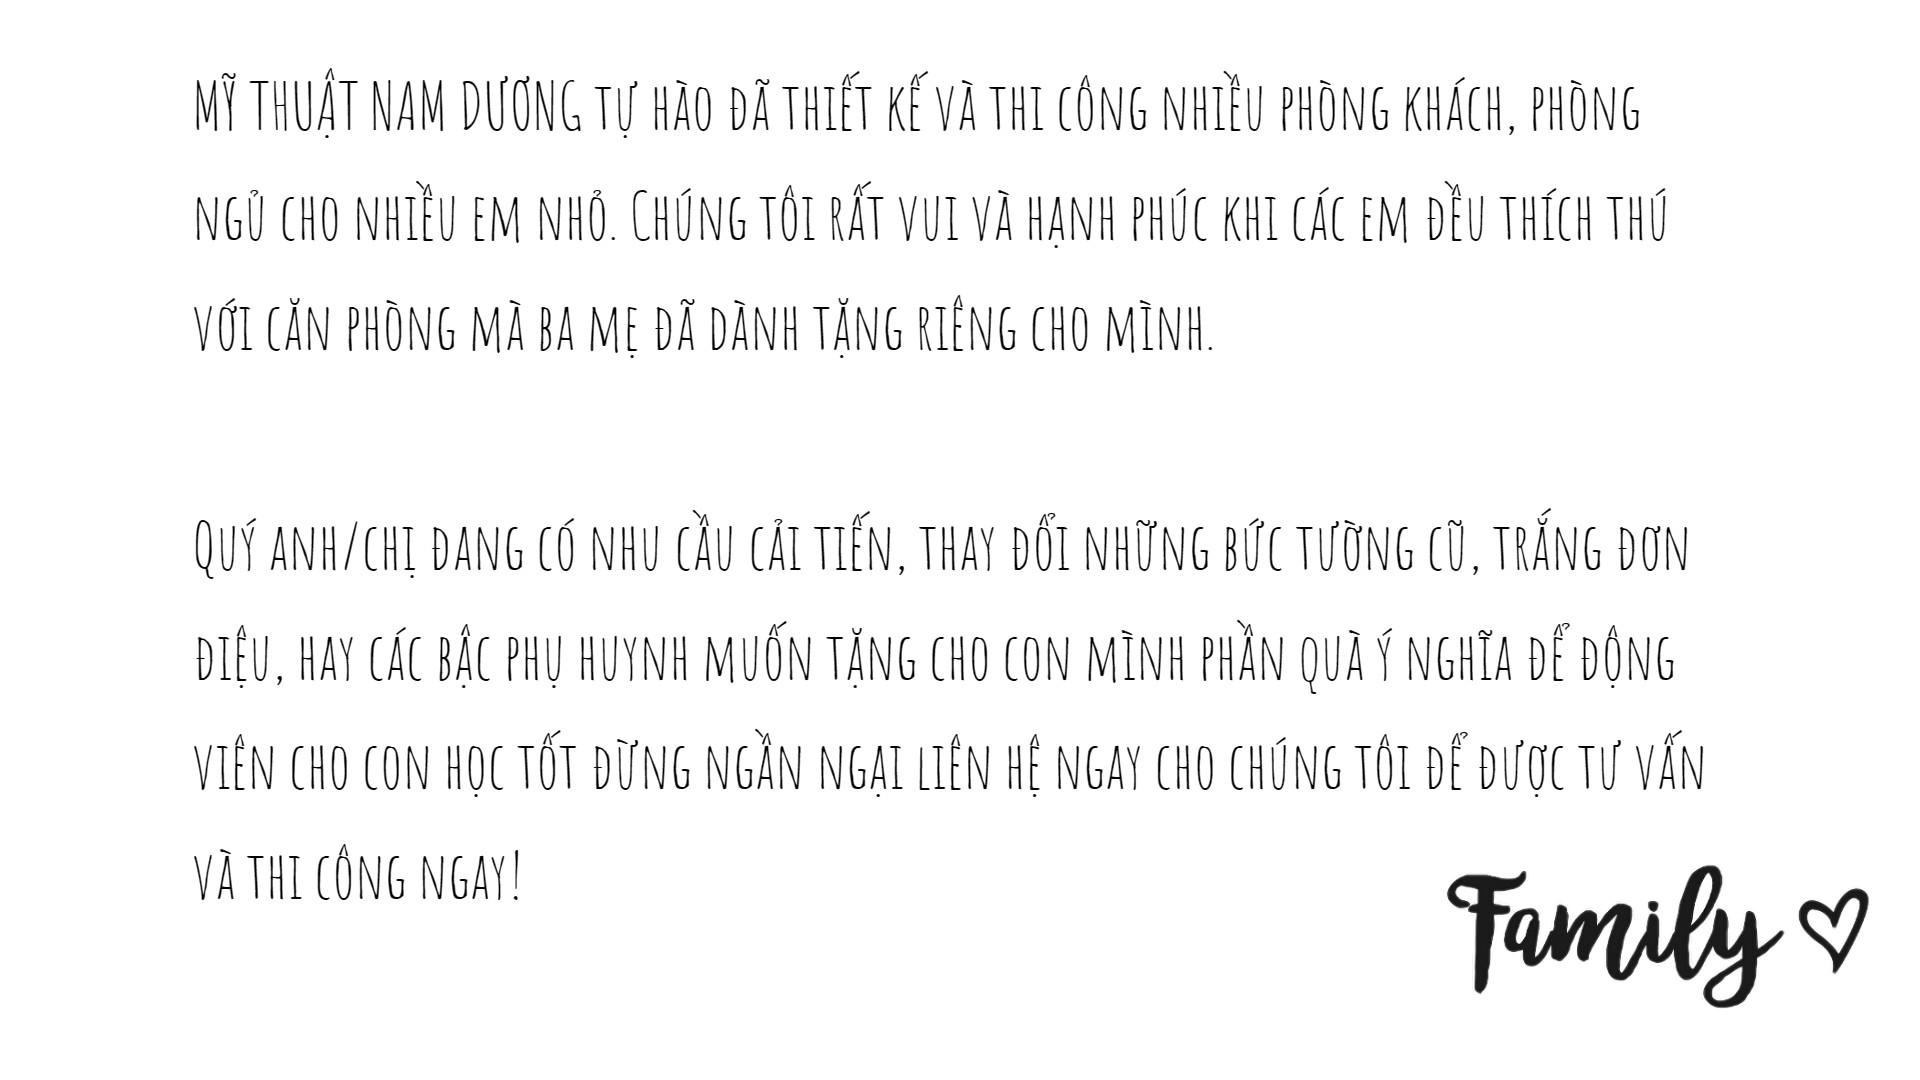 MỸ THUẬT NAM DƯƠNG tự hào đã thiết kế và thi công nhiều phòng khách, phòng
ngủ cho nhiều em nhỏ. Chúng tôi rất vui và hạnh phúc khi các em đều thích thú
với căn phòng mà ba mẹ đã dành tặng riêng cho mình.
Quý anh/chị đang có nhu cầu cải tiến, thay đổi những bức tường cũ, trắng đơn
điệu, hay các bậc phụ huynh muốn tặng cho con mình phần quà ý nghĩa để động
viên cho con học tốt đừng ngần ngại liên hệ ngay cho chúng tôi để được tư vấn
và thi công ngay!
Family